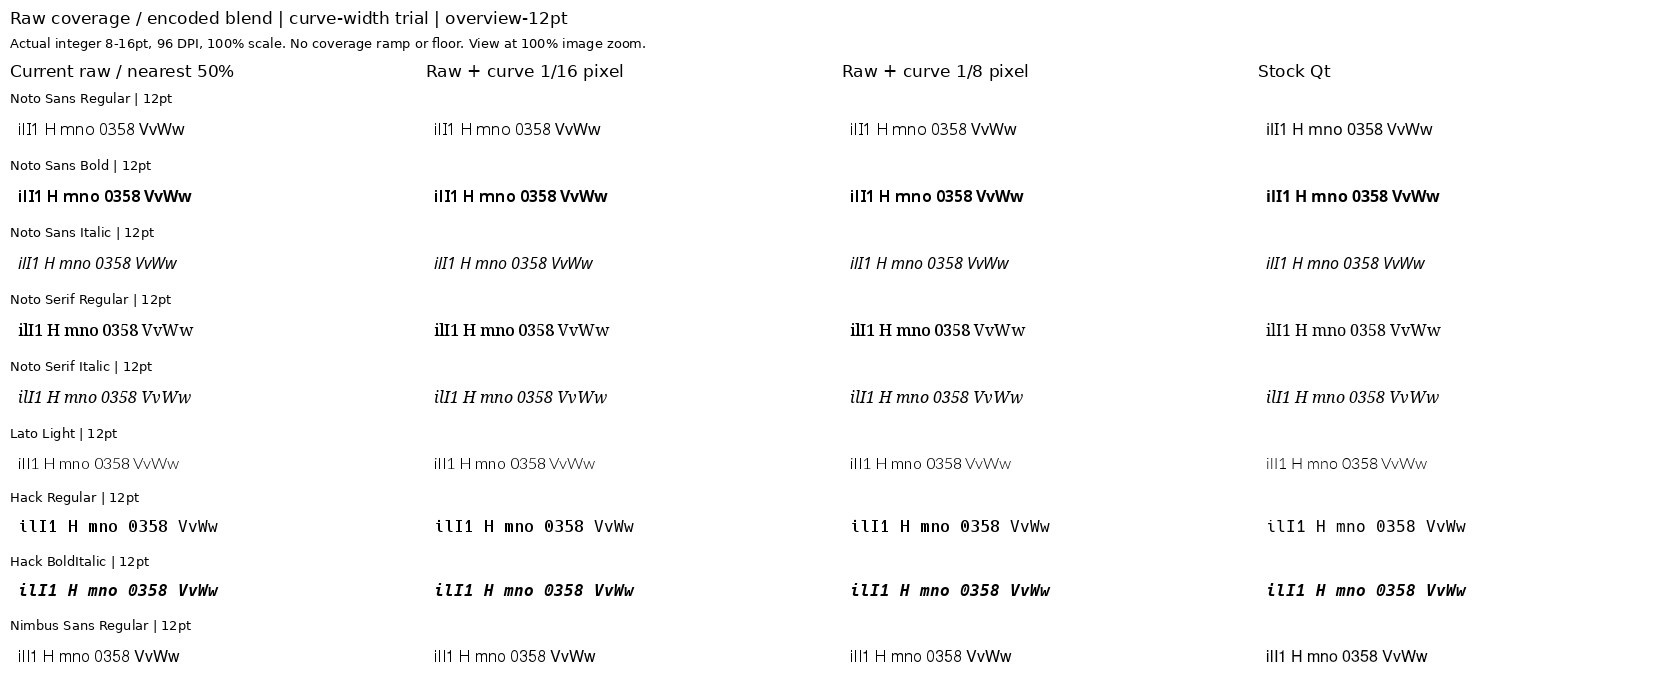 Raw coverage / encoded blend | curve-width trial | overview-12pt
Actual integer 8-16pt, 96 DPI, 100% scale. No coverage ramp or floor. View at 100% image zoom.
Current raw / nearest 50% Raw + curve 1/16 pixel Raw + curve 1/8 pixel Stock Qt
Noto Sans Regular | 12pt
ilI1 H mno 0358 VvWw ilI1 H mno 0358 VvWw ilI1 H mno 0358 VvWw ilI1 H mno 0358 VvWw
Noto Sans Bold | 12pt
ilI1 H mno 0358 VvWw ilI1 H mno 0358 VvWw ilI1 H mno 0358 VvWw ilI1 H mno 0358 VvWw
Noto Sans Italic | 12pt
ilI1 H mno 0358 VvWw ilI1 H mno 0358 VvWw ilI1 H mno 0358 VvWw ilI1 H mno 0358 VvWw
Noto Serif Regular | 12pt
ilI1 H mno 0358 VvWw ilI1 H mno 0358 VvWw ilI1 H mno 0358 VvWw ilI1 H mno 0358 VvWw
Noto Serif Italic | 12pt
ilI1 H mno 0358 VvWw ilI1 H mno 0358 VvWw ilI1 H mno 0358 VvWw ilI1 H mno 0358 VvWw
Lato Light | 12pt
ilI1 H mno 0358 VvWw ilI1 H mno 0358 VvWw ilI1 H mno 0358 VvWw ilI1 H mno 0358 VvWw
Hack Regular | 12pt
ilI1 H mno 0358 VvWw ilI1 H mno 0358 VvWw ilI1 H mno 0358 VvWw ilI1 H mno 0358 VvWw
Hack BoldItalic | 12pt
ilI1 H mno 0358 VvWw ilI1 H mno 0358 VvWw ilI1 H mno 0358 VvWw ilI1 H mno 0358 VvWw
Nimbus Sans Regular | 12pt
ilI1 H mno 0358 VvWw ilI1 H mno 0358 VvWw ilI1 H mno 0358 VvWw ilI1 H mno 0358 VvWw